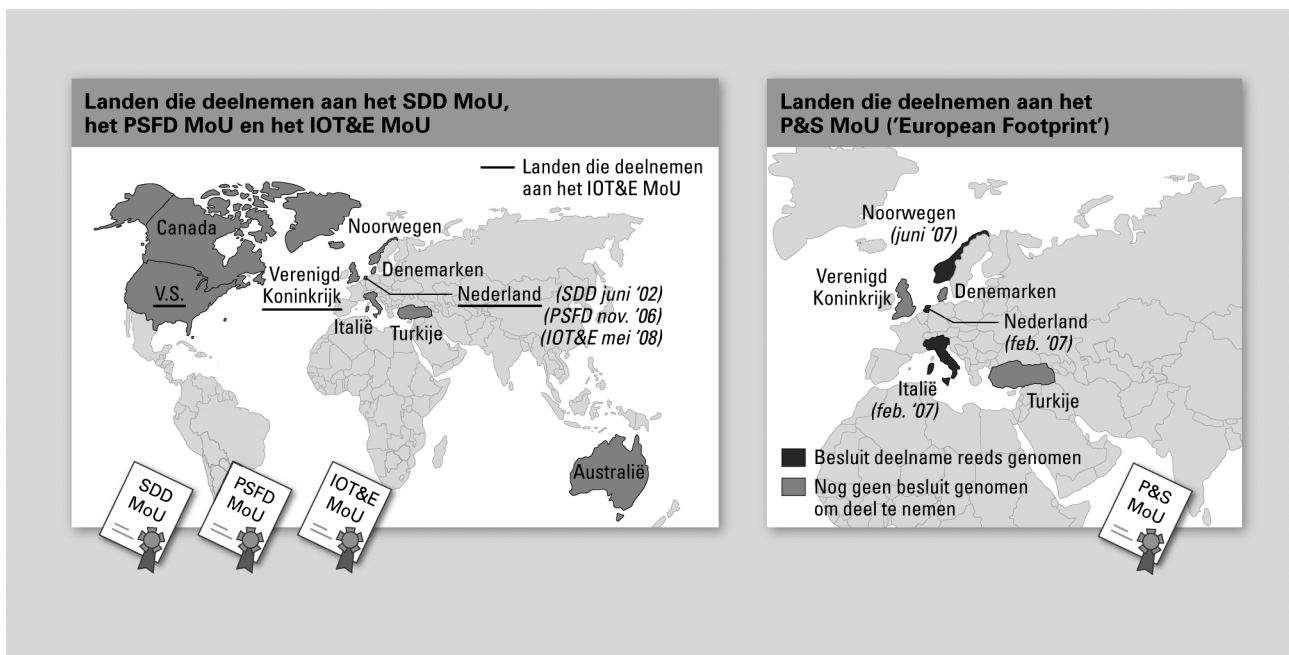 Landen die deelnemen aan het SDD MoU,
het PSFD MoU en het IOT&E MoU
Landen die deelnemen
aan het IOT&E MoU
Canada
V.S.
Noorwegen
Verenigd
Koninkrijk
Denemarken
Nederland (SDD juni ‘02)
(PSFD nov. ‘06)
(IOT&E mei ‘08)
Italië
Turkije
Australië
SDD
MoU
PSFD
MoU
IOT&E
MoU
Landen die deelnemen aan het
P&S MoU (’European Footprint’)
Noorwegen
(juni ‘07)
Verenigd
Koninkrijk
Denemarken
Nederland
(feb. ‘07)
Italië
(feb. ‘07)
Turkije
Besluit deelname reeds genomen
Nog geen besluit genomen
om deel te nemen
P&S
MoU